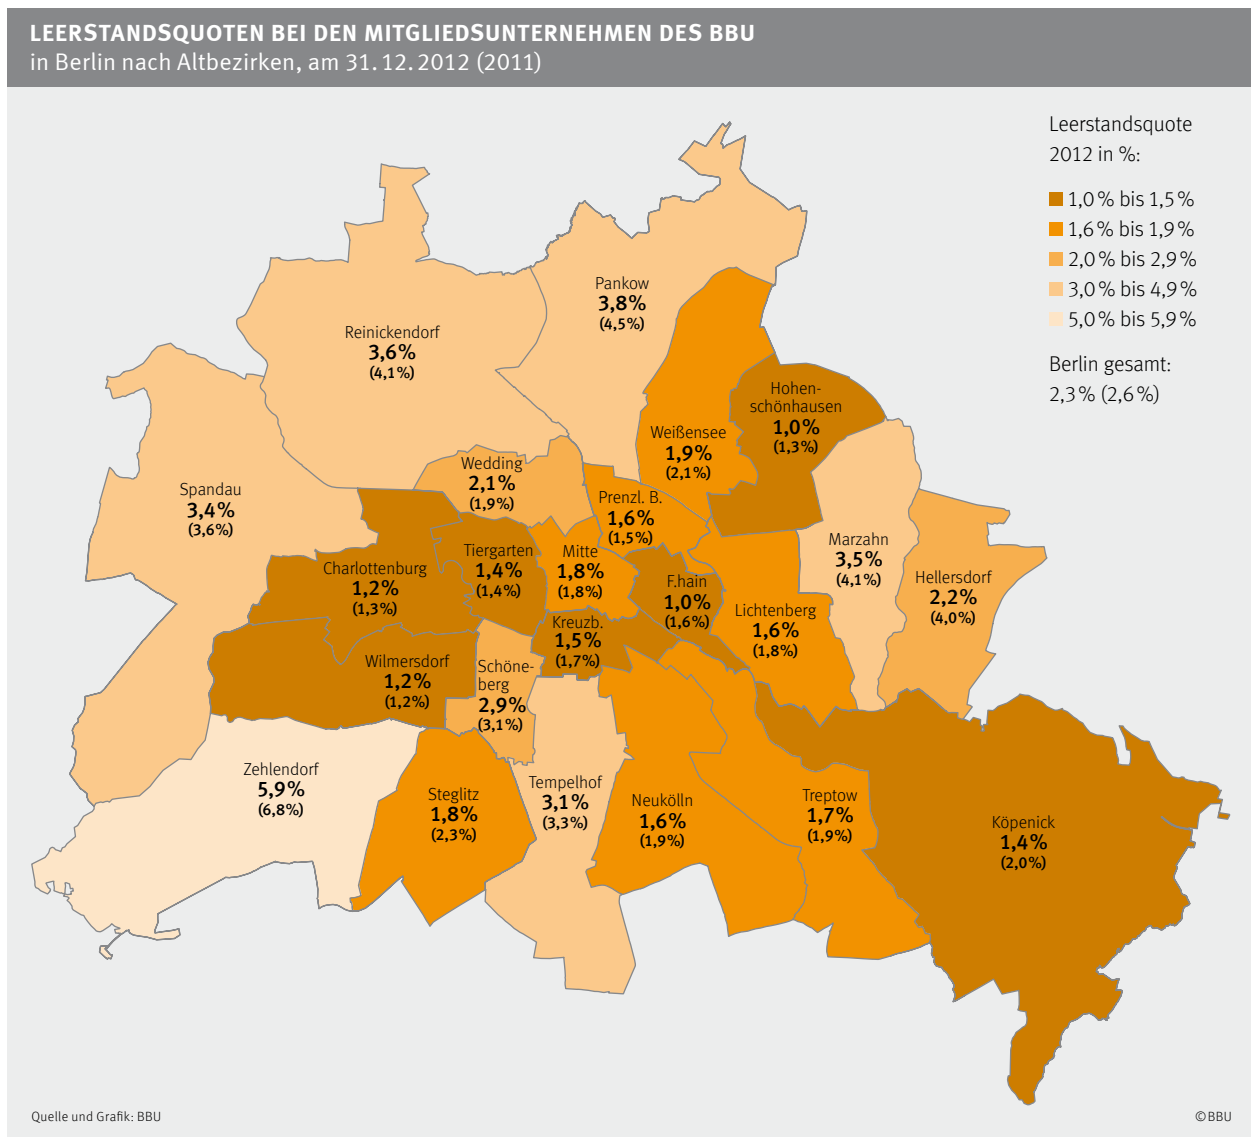 LEERSTANDSQUOTEN BEI DEN MITGLIEDSUNTERNEHMEN DES BBU
in Berlin nach Altbezirken, am 31.12.2012 (2011)
Leerstandsquote
2012 in %:
1,0 % bis 1,5 %
1,6 % bis 1,9 %
2,0 % bis 2,9 %
3,0 % bis 4,9 %
5,0 % bis 5,9 %
Berlin gesamt:
2,3 % (2,6 %)
Pankow
3,8%
(4,5%)
Reinickendorf
3,6%
(4,1%)
Hohen-
schönhausen
1,0%
(1,3%)
Weißensee
1,9%
(2,1%)
Wedding
2,1%
(1,9%)
Spandau
3,4%
(3,6%)
Prenzl. B.
1,6%
(1,5%)
Marzahn
3,5%
(4,1%)
Tiergarten
1,4%
(1,4%)
Mitte
1,8%
(1,8%)
Charlottenburg
1,2%
(1,3%)
F.hain
1,0%
(1,6%)
Hellersdorf
2,2%
(4,0%)
Lichtenberg
1,6%
(1,8%)
Kreuzb.
1,5%
(1,7%)
Wilmersdorf
1,2%
(1,2%)
Schöne-
berg
2,9%
(3,1%)
Zehlendorf
5,9%
(6,8%)
Steglitz
1,8%
(2,3%)
Tempelhof
3,1%
(3,3%)
Neukölln
1,6%
(1,9%)
Treptow
1,7%
(1,9%)
Köpenick
1,4%
(2,0%)
Quelle und Grafik: BBU
© BBU